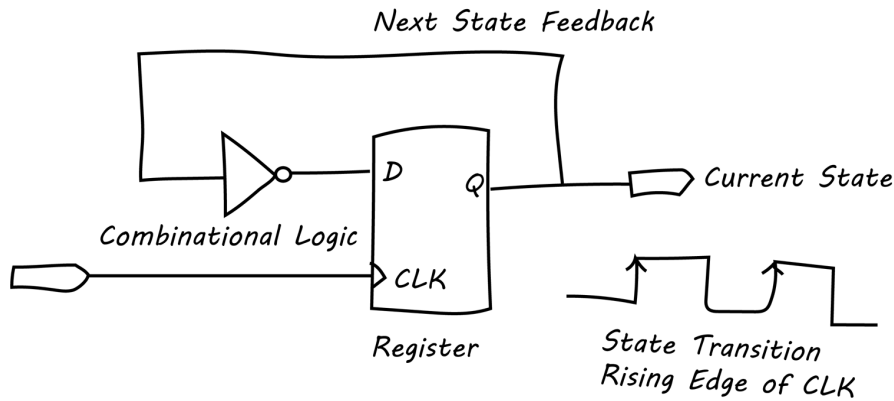 Next State Feedback
D
Q
Current State
Combinational Logic
CLK
Register
State Transition
Rising Edge of CLK